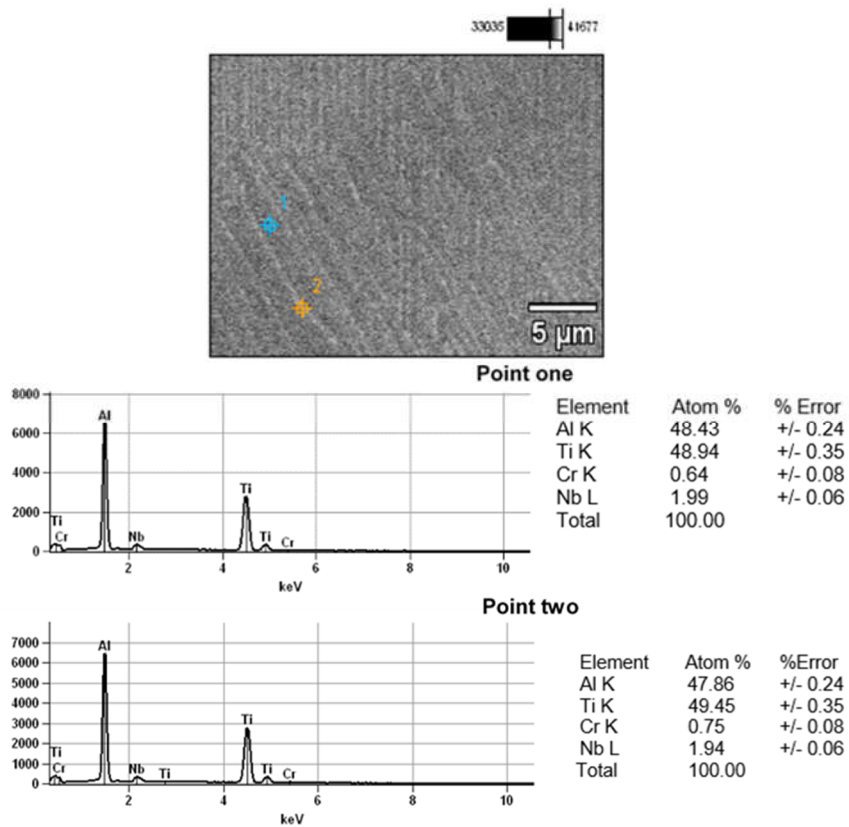 33035 41677
1
2
5 µm
Point one
8000
6000
4000
2000
0
Al
Ti
Cr
Nb
Ti
Ti
Cr
2 4 6 8 10
keV
Element Atom % % Error
Al K 48.43 +/- 0.24
Ti K 48.94 +/- 0.35
Cr K 0.64 +/- 0.08
Nb L 1.99 +/- 0.06
Total 100.00
Point two
7000
6000
5000
4000
3000
2000
1000
0
Al
Ti
Cr
Nb
Ti
Ti
Ti
Cr
2 4 6 8 10
keV
Element Atom % %Error
Al K 47.86 +/- 0.24
Ti K 49.45 +/- 0.35
Cr K 0.75 +/- 0.08
Nb L 1.94 +/- 0.06
Total 100.00